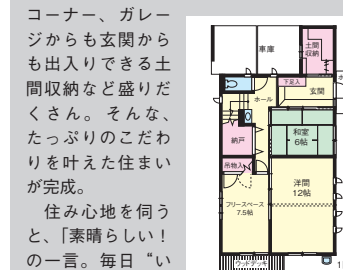 コーナー、ガレー
ジからも玄関から
も出入りできる土
間収納など盛りだ
くさん。そんな、
たっぷりのこだわ
りを叶えた住まい
が完成。
住み心地を伺う
と、「素晴らしい！
の一言。毎日“い
車庫
土間
収納
下足入
玄関
ホール
納戸
和室
6帖
吊物入
洋間
12帖
フリースペース
7.5帖
ウッドデッキ